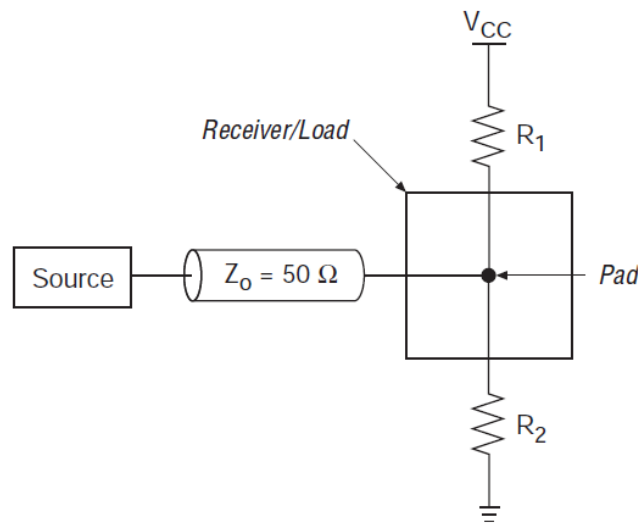 VCC
Receiver/Load
R1
Source
Zo = 50 Ω
Pad
R2